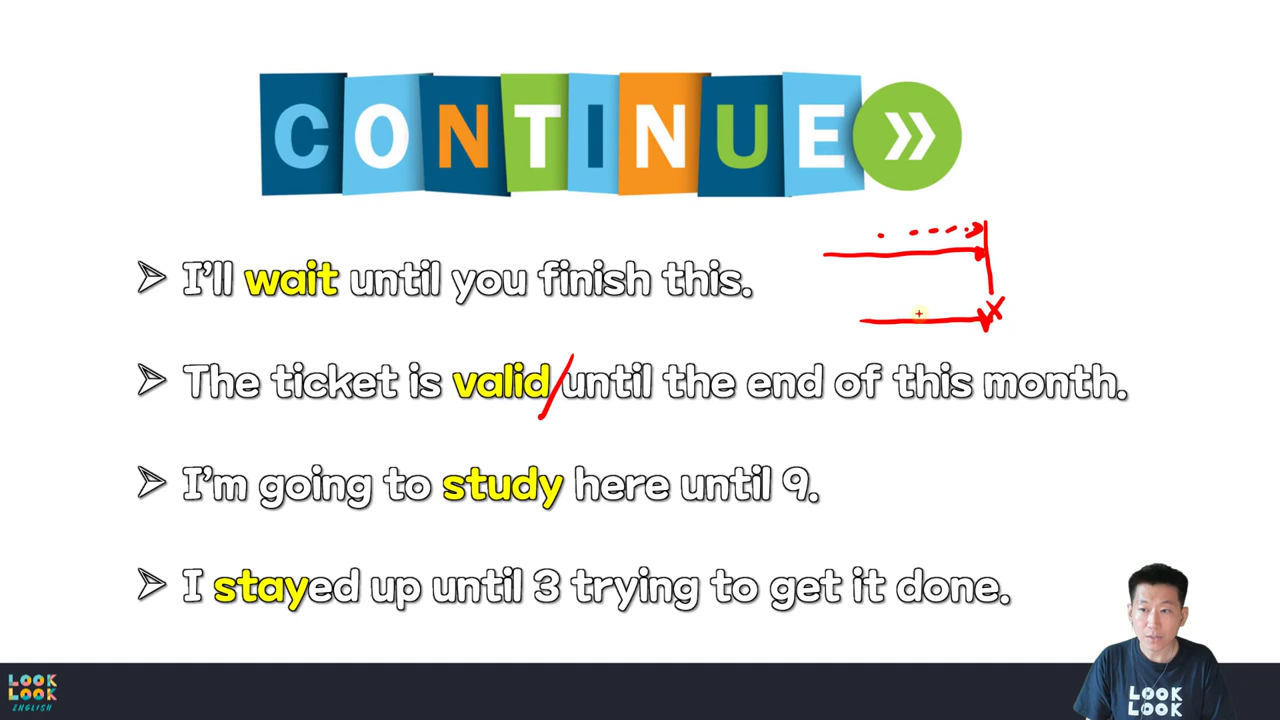 CONTINUE
I'll wait until you finish this.
The ticket is valid until the end of this month.
I'm going to study here until 9.
I stayed up until 3 trying to get it done.
LOOK
LOOK
ENGLISH
LOOK
LOOK